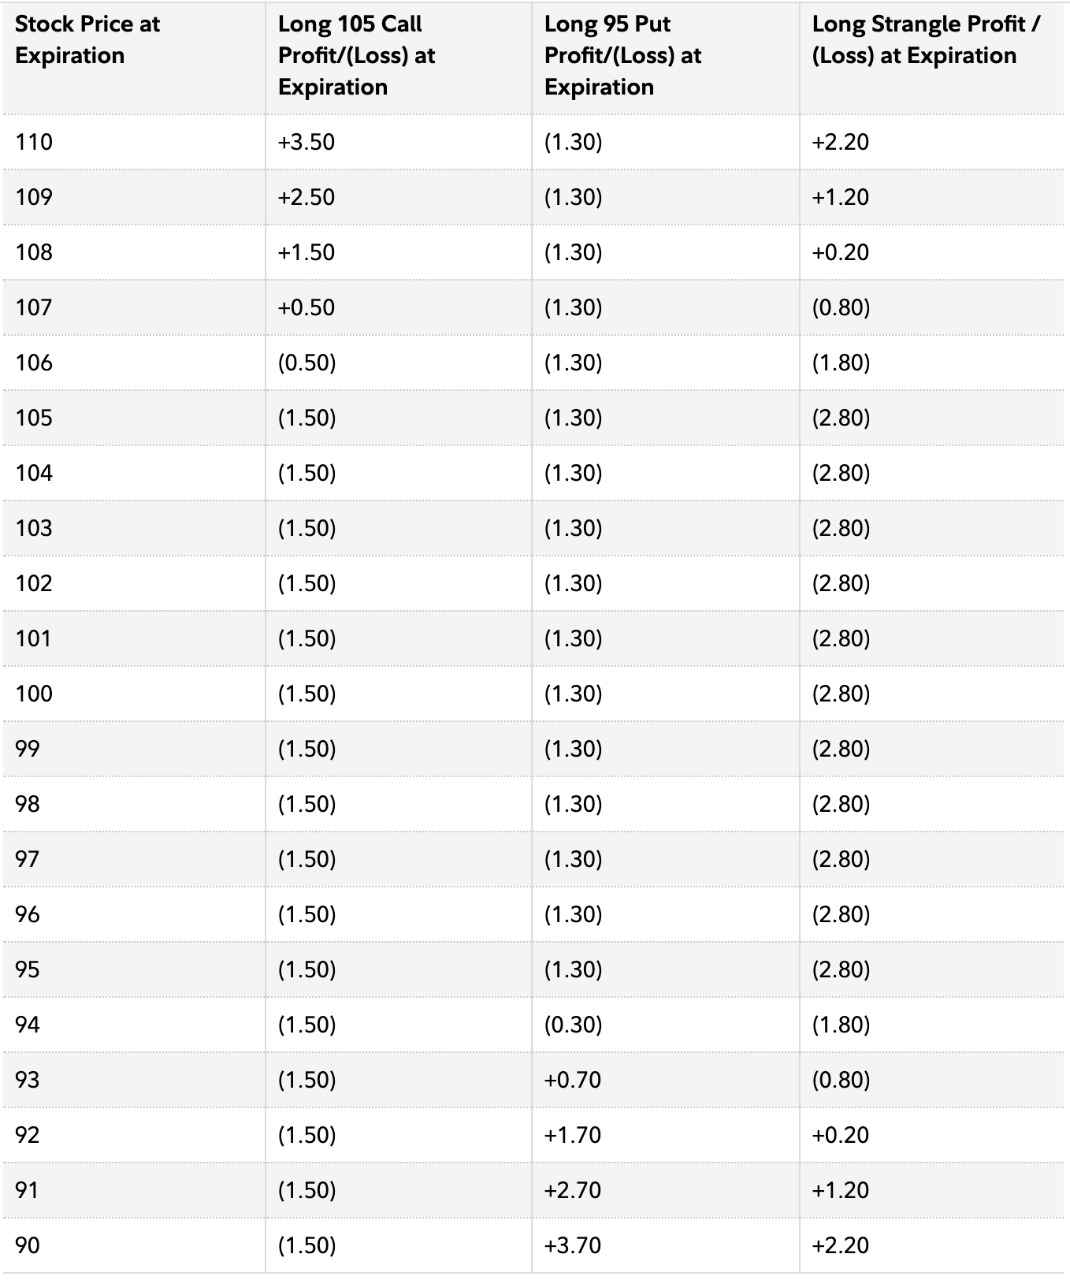 Stock Price at Expiration | Long 105 Call Profit/(Loss) at Expiration | Long 95 Put Profit/(Loss) at Expiration | Long Strangle Profit / (Loss) at Expiration
110 +3.50 (1.30) +2.20
109 +2.50 (1.30) +1.20
108 +1.50 (1.30) +0.20
107 +0.50 (1.30) (0.80)
106 (0.50) (1.30) (1.80)
105 (1.50) (1.30) (2.80)
104 (1.50) (1.30) (2.80)
103 (1.50) (1.30) (2.80)
102 (1.50) (1.30) (2.80)
101 (1.50) (1.30) (2.80)
100 (1.50) (1.30) (2.80)
99 (1.50) (1.30) (2.80)
98 (1.50) (1.30) (2.80)
97 (1.50) (1.30) (2.80)
96 (1.50) (1.30) (2.80)
95 (1.50) (1.30) (2.80)
94 (1.50) (0.30) (1.80)
93 (1.50) +0.70 (0.80)
92 (1.50) +1.70 +0.20
91 (1.50) +2.70 +1.20
90 (1.50) +3.70 +2.20